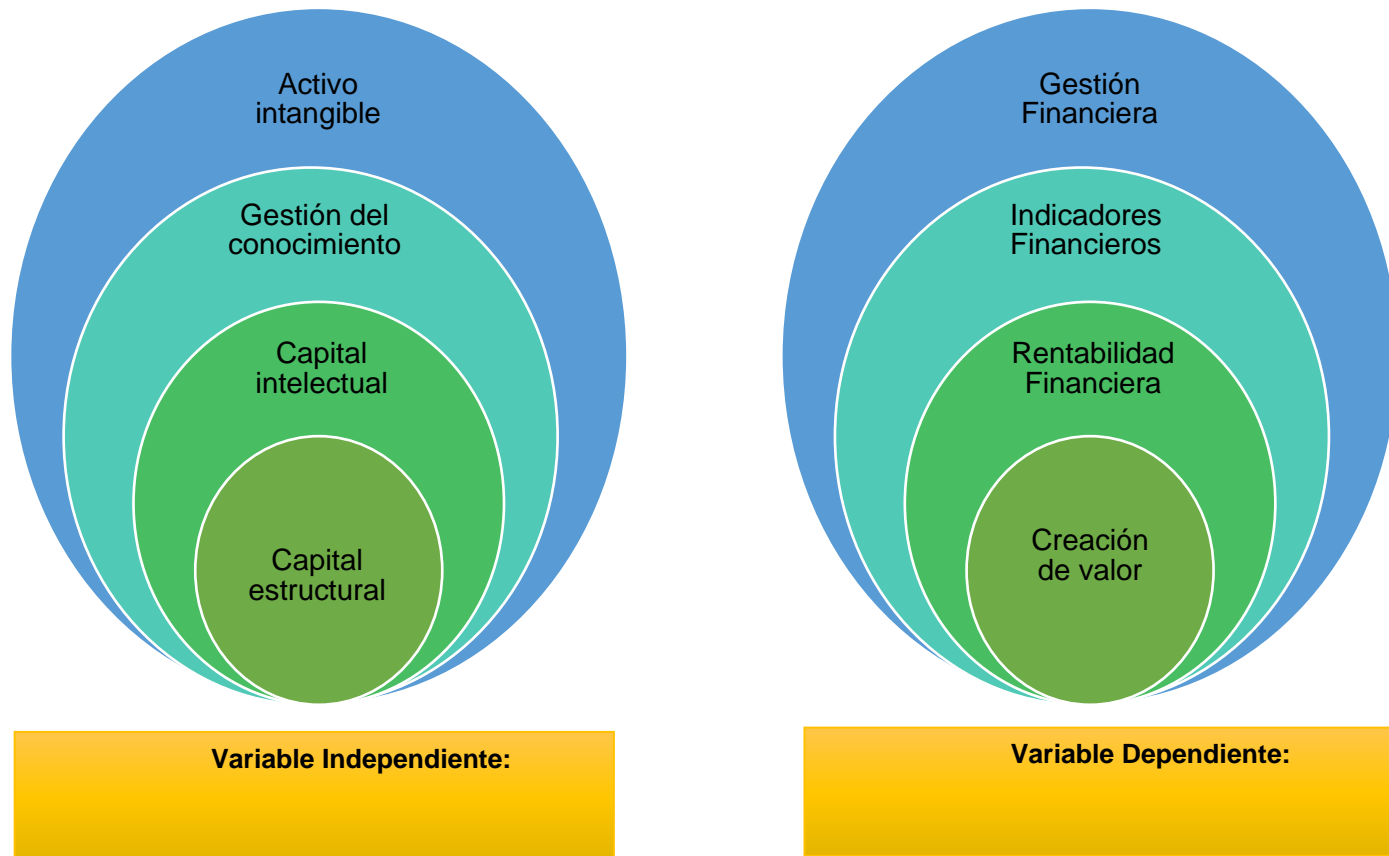 Activo
intangible
Gestión del
conocimiento
Capital
intelectual
Capital
estructural
Variable Independiente:
Gestión
Financiera
Indicadores
Financieros
Rentabilidad
Financiera
Creación
de valor
Variable Dependiente: